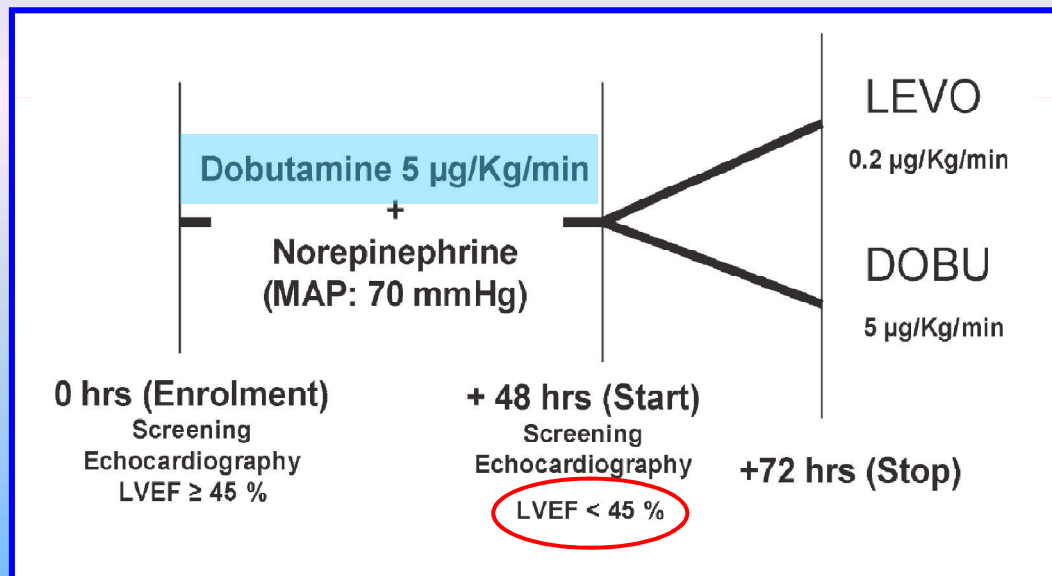 LEVO
0.2 µg/Kg/min
Dobutamine 5 µg/Kg/min
+
Norepinephrine
(MAP: 70 mmHg)
DOBU
5 µg/Kg/min
0 hrs (Enrolment)
Screening
Echocardiography
LVEF ≥ 45 %
+ 48 hrs (Start)
Screening
Echocardiography
LVEF < 45 %
+72 hrs (Stop)